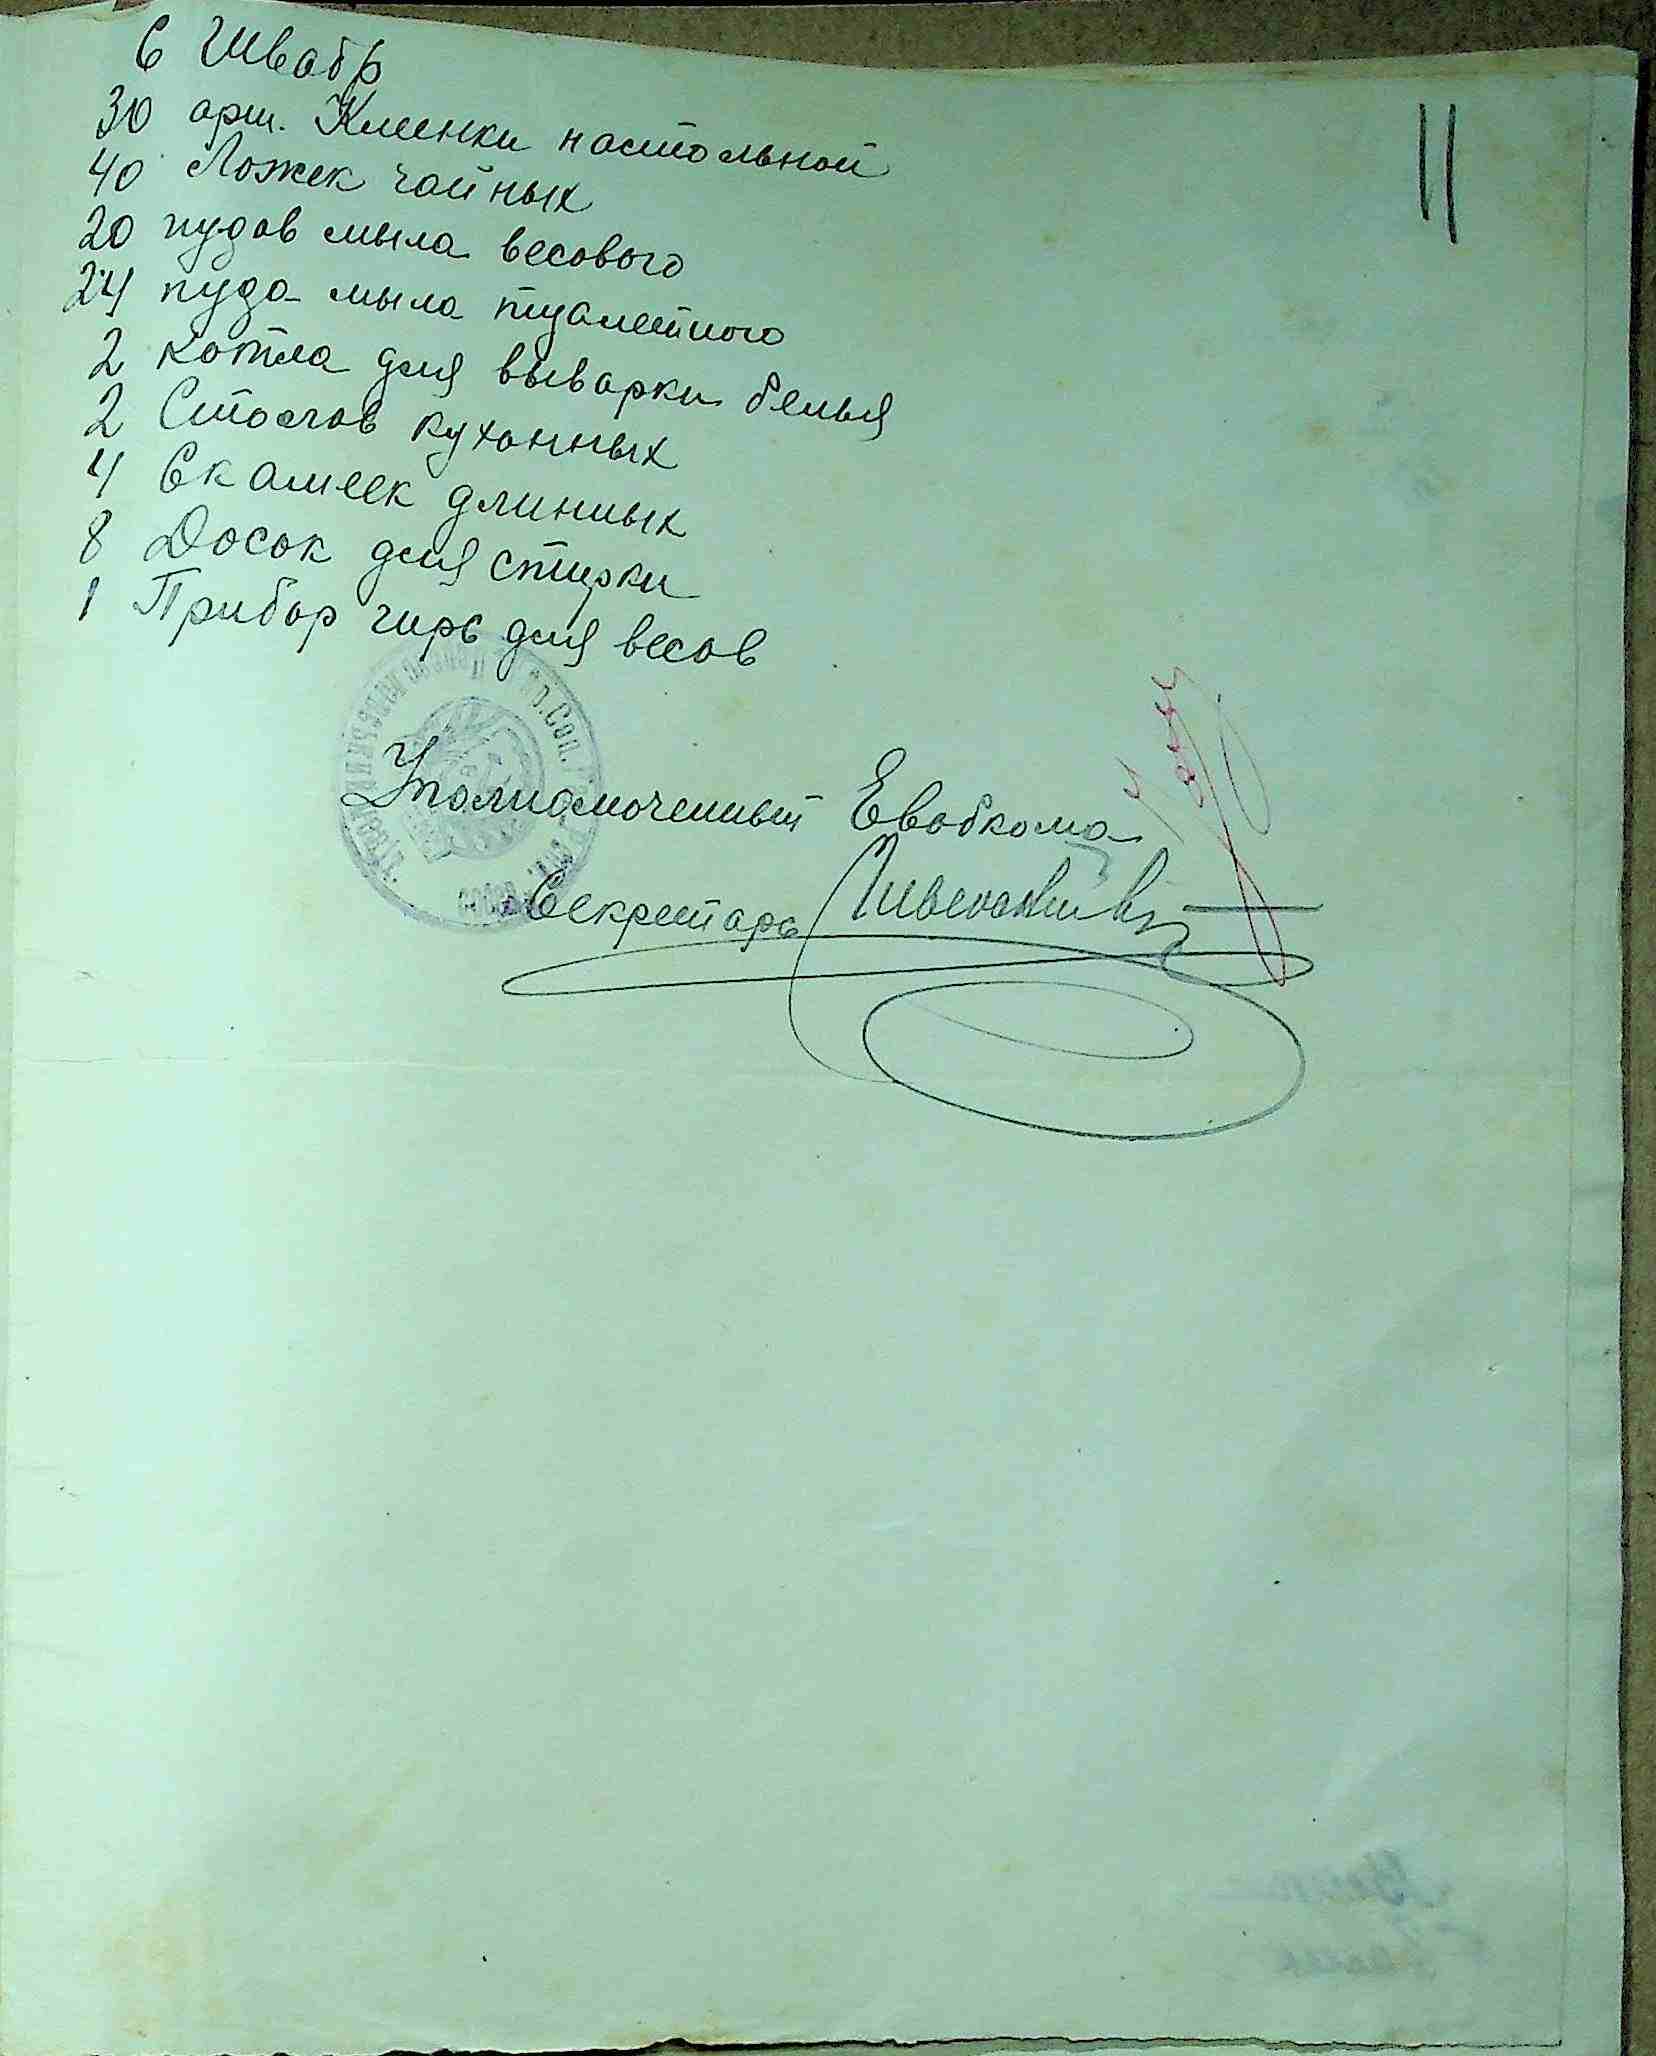 11
6 Швабр
30 арш. Клеенки настольной
40 Ложек чайных
20 пудов мыла весового
24 пуда мыла туалетного
2 котла для выварки белья
2 Столов кухонных
4 Скамеек длинных
8 Досок для стирки
1 Прибор гирь для весов
Уполномоченный Евобкома
Секретарь